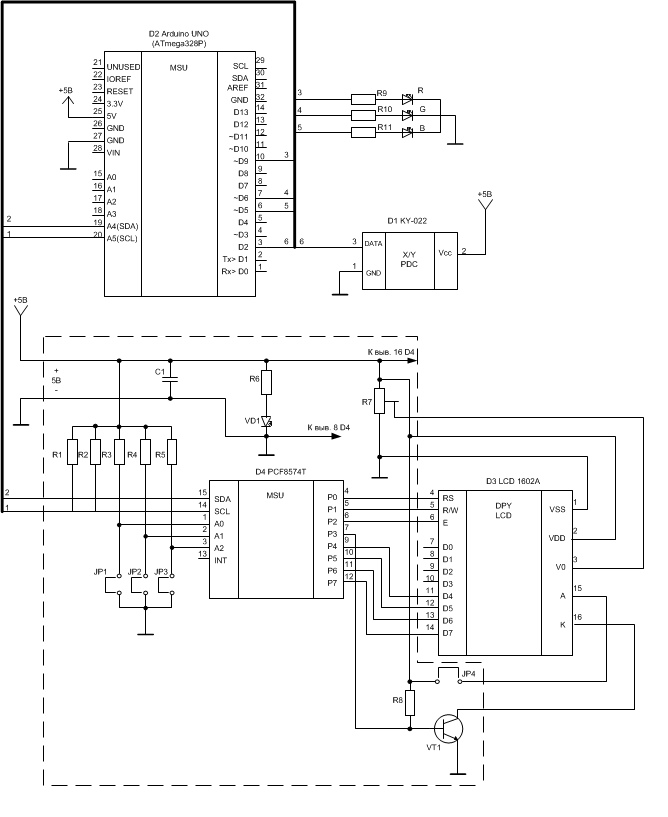 D2 Arduino UNO
(ATmega328P)
MSU
21 UNUSED
22 IOREF
23 RESET
24 3.3V
25 5V
26 GND
27 GND
28 VIN
15 A0
16 A1
17 A2
18 A3
19 A4(SDA)
20 A5(SCL)
SCL 29
SDA 30
AREF 31
GND 32
D13 14
D12 13
~D11 12
~D10 11
~D9 10 3
D8 9
D7 8
~D6 7 4
~D5 6 5
D4 5
~D3 4
D2 3 6
Tx> D1 2
Rx> D0 1
+5В
2
1
3 R9 R
4 R10 G
5 R11 B
+5В
D1 KY-022
6 3 DATA
1 GND
X/Y
PDC
Vcc 2
+5В
+
5В
-
C1
R6
VD1
К выв. 16 D4
К выв. 8 D4
R7
R1 R2 R3 R4 R5
D4 PCF8574T
MSU
2 15 SDA
1 14 SCL
1 A0
2 A1
3 A2
13 INT
P0 4
P1 5
P2 6
P3 7
P4 9
P5 10
P6 11
P7 12
JP1 JP2 JP3
D3 LCD 1602A
DPY
LCD
4 RS
5 R/W
6 E
7 D0
8 D1
9 D2
10 D3
11 D4
12 D5
13 D6
14 D7
VSS 1
VDD 2
V0 3
A 15
K 16
JP4
R8
VT1